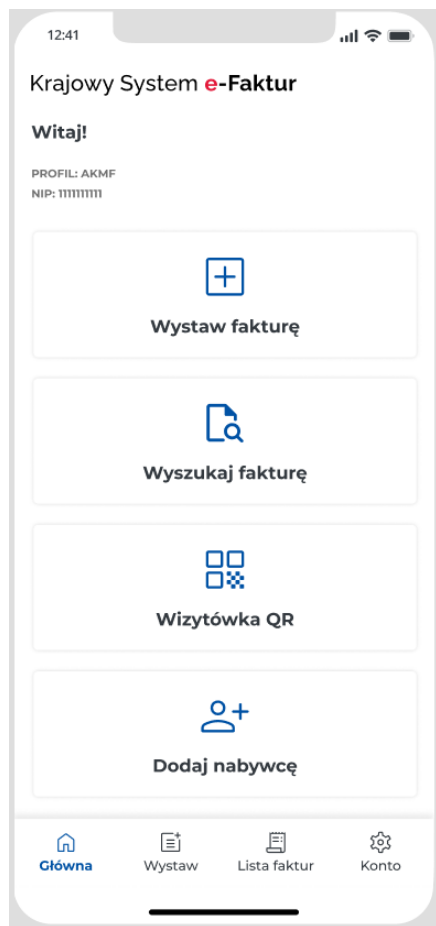 12:41
Krajowy System e-Faktur
Witaj!
PROFIL: AKMF
NIP: 1111111111
Wystaw fakturę
Wyszukaj fakturę
Wizytówka QR
Dodaj nabywcę
Główna Wystaw Lista faktur Konto